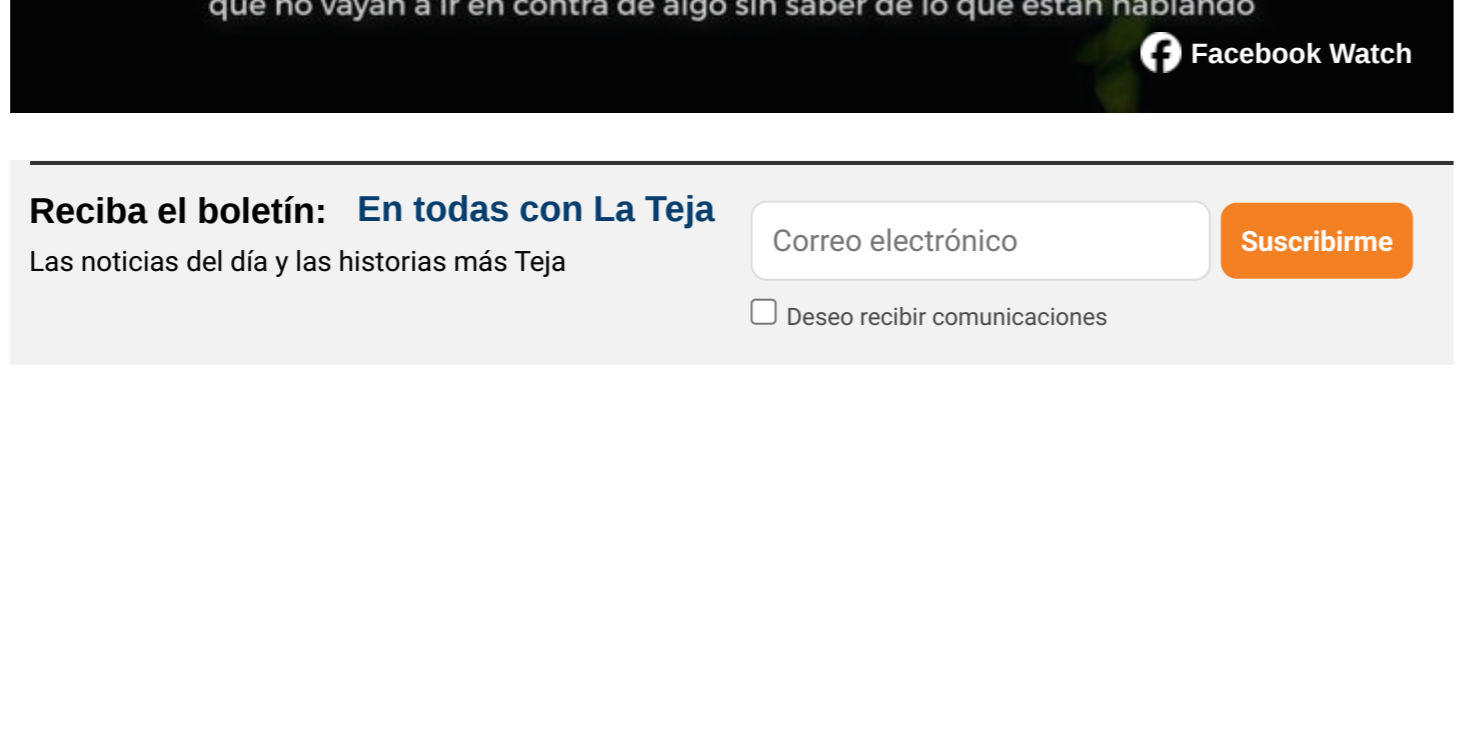 que no vayan a ir en contra de algo sin saber de lo que están hablando
Facebook Watch
Reciba el boletín: En todas con La Teja
Las noticias del día y las historias más Teja
Correo electrónico
Suscribirme
Deseo recibir comunicaciones